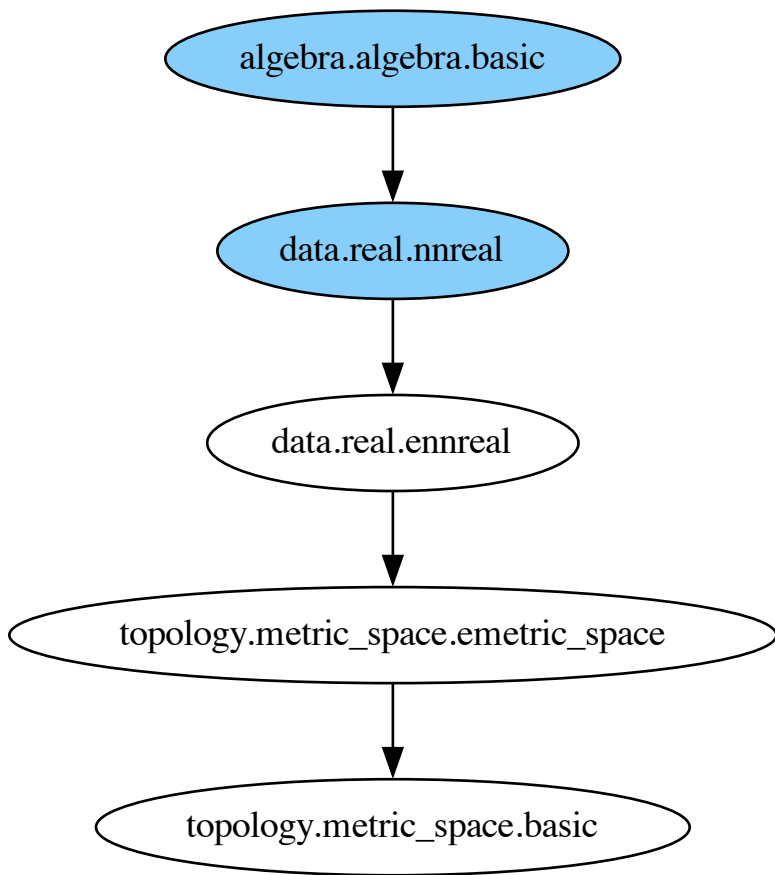 algebra.algebra.basic
data.real.nnreal
data.real.ennreal
topology.metric_space.emetric_space
topology.metric_space.basic